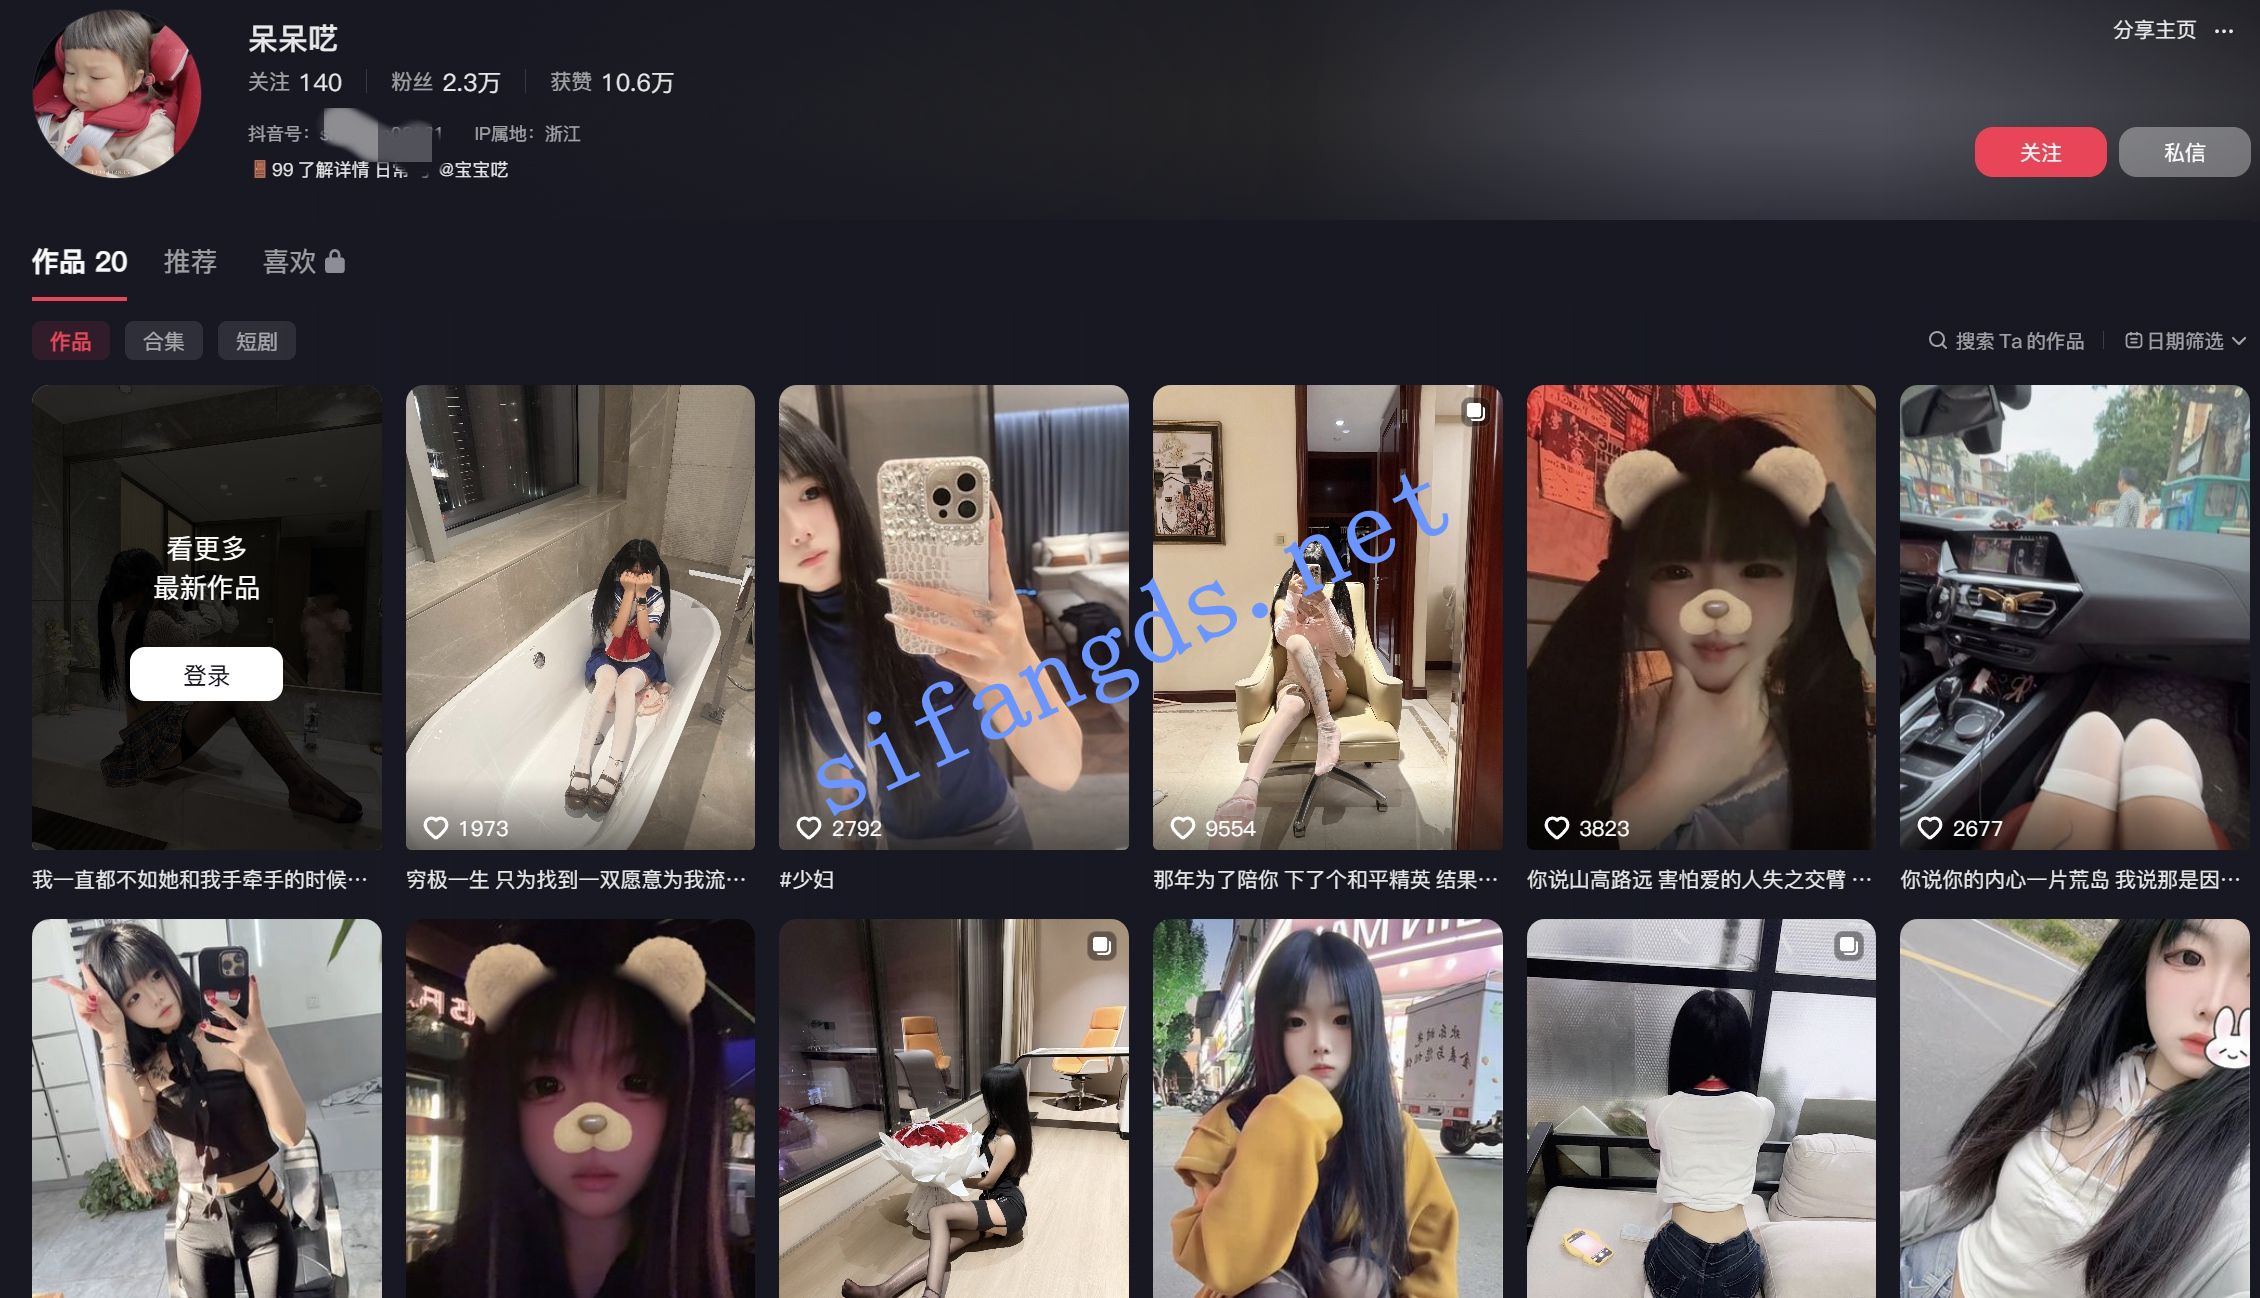 呆呆哎
分享主页 ···
关注 140 粉丝 2.3万 获赞 10.6万
抖音号： IP属地：浙江
99 了解详情 日常 @宝宝哎
关注 私信
作品 20 推荐 喜欢
作品 合集 短剧
搜索 Ta 的作品 日期筛选
看更多
最新作品
登录
sifangds.net
1973 2792 9554 3823 2677
我一直都不如她和我手牵手的时候…
穷极一生 只为找到一双愿意为我流…
#少妇
那年为了陪你 下了个和平精英 结果…
你说山高路远 害怕爱的人失之交臂 …
你说你的内心一片荒岛 我说那是因…